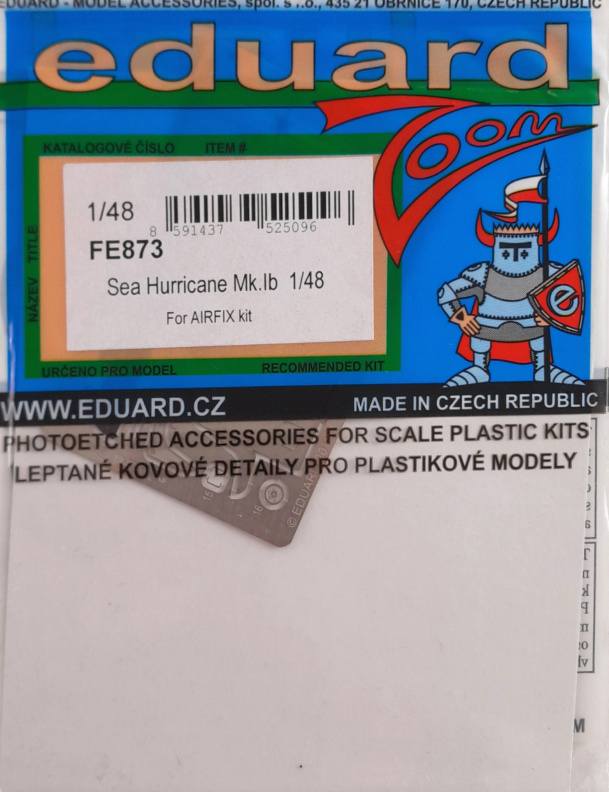 EDUARD - MODEL ACCESSORIES, spol. s r.o., 435 21 OBRNICE 170, CZECH REPUBLIC
eduard
Zoom
KATALOGOVÉ ČÍSLO ITEM #
NÁZEV TITLE
1/48
8 591437 525096
FE873
Sea Hurricane Mk.Ib 1/48
For AIRFIX kit
e
URČENO PRO MODEL RECOMMENDED KIT
WWW.EDUARD.CZ MADE IN CZECH REPUBLIC
PHOTOETCHED ACCESSORIES FOR SCALE PLASTIC KITS
LEPTANÉ KOVOVÉ DETAILY PRO PLASTIKOVÉ MODELY
15
16
© EDUARD
M